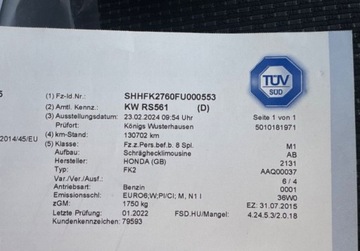 5
(1) Fz-Id.Nr.: SHHFK2760FU000553
(2) Amtl. Kennz.: KW RS561 (D)
(3) Ausstellungsdatum: 23.02.2024 09:54 Uhr
Prüfort: Königs Wusterhausen
(4) km-Stand: 130702 km
(5) Klasse: Fz.z.Pers.bef.b. 8 Spl. M1
Aufbau: Schräghecklimousine AB
Hersteller: HONDA (GB) 2131
Typ: FK2 AAQ00037
Var./Ver./Ausf.: 6 / 4
Antriebsart: Benzin 0001
Emissionsschl.: EURO6;W;PI/CI; M, N1 I 36W0
zGM: 1750 kg EZ: 31.07.2015
Letzte Prüfung: 01.2022 FSD.HU/Mangel: 4.24.5.3/2.0.18
Kundenkennzeichen: 79593
TÜV
SÜD
Seite 1 von 1
5010181971
2014/45/EU